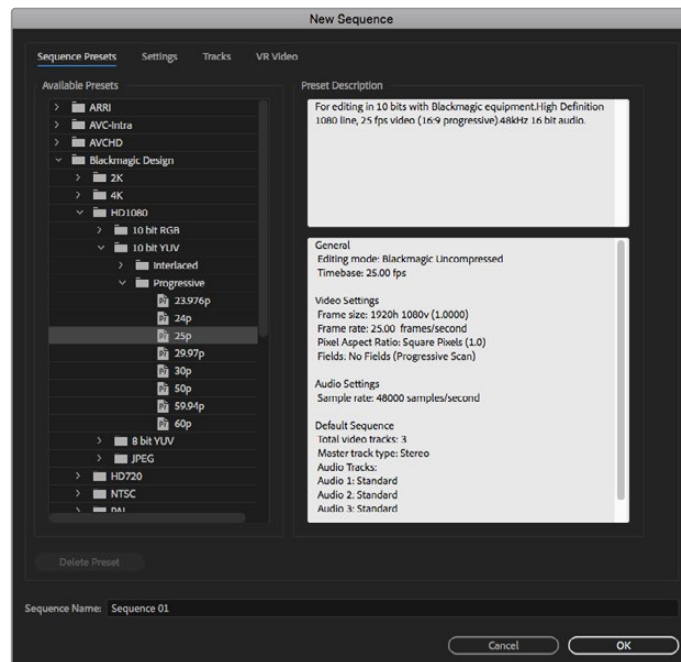 New Sequence
Sequence Presets Settings Tracks VR Video
Available Presets
ARRI
AVC-Intra
AVCHD
Blackmagic Design
2K
4K
HD1080
10 bit RGB
10 bit YUV
Interlaced
Progressive
23.976p
24p
25p
29.97p
30p
50p
59.94p
60p
8 bit YUV
JPEG
HD720
NTSC
PAL
Delete Preset
Preset Description
For editing in 10 bits with Blackmagic equipment.High Definition
1080 line, 25 fps video (16:9 progressive).48kHz 16 bit audio.
General
Editing mode: Blackmagic Uncompressed
Timebase: 25.00 fps
Video Settings
Frame size: 1920h 1080v (1.0000)
Frame rate: 25.00 frames/second
Pixel Aspect Ratio: Square Pixels (1.0)
Fields: No Fields (Progressive Scan)
Audio Settings
Sample rate: 48000 samples/second
Default Sequence
Total video tracks: 3
Master track type: Stereo
Audio Tracks:
Audio 1: Standard
Audio 2: Standard
Audio 3: Standard
Sequence Name: Sequence 01
Cancel OK